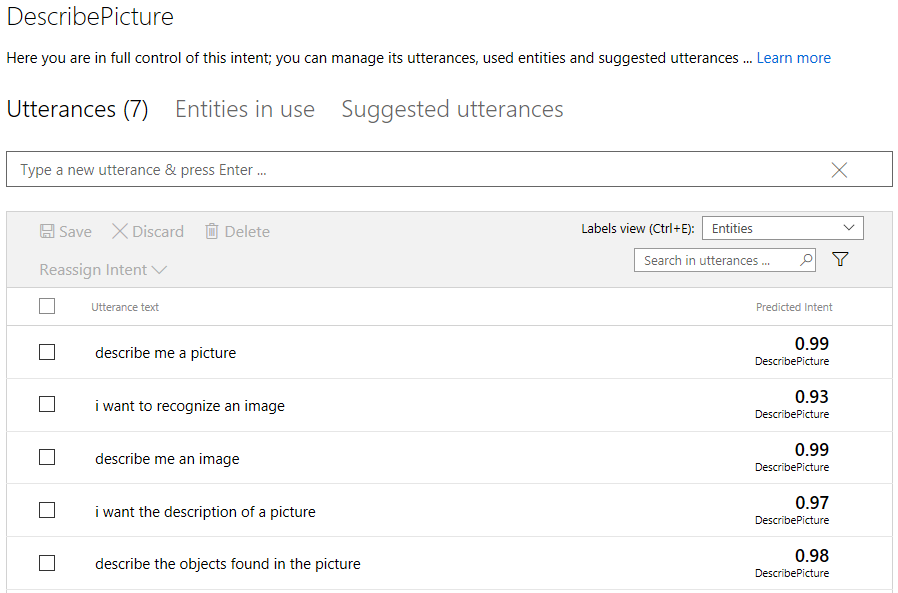 DescribePicture
Here you are in full control of this intent; you can manage its utterances, used entities and suggested utterances ... Learn more
Utterances (7) Entities in use Suggested utterances
Type a new utterance & press Enter ...
Save Discard Delete Labels view (Ctrl+E): Entities
Reassign Intent Search in utterances ...
Utterance text Predicted Intent
describe me a picture 0.99
DescribePicture
i want to recognize an image 0.93
DescribePicture
describe me an image 0.99
DescribePicture
i want the description of a picture 0.97
DescribePicture
describe the objects found in the picture 0.98
DescribePicture